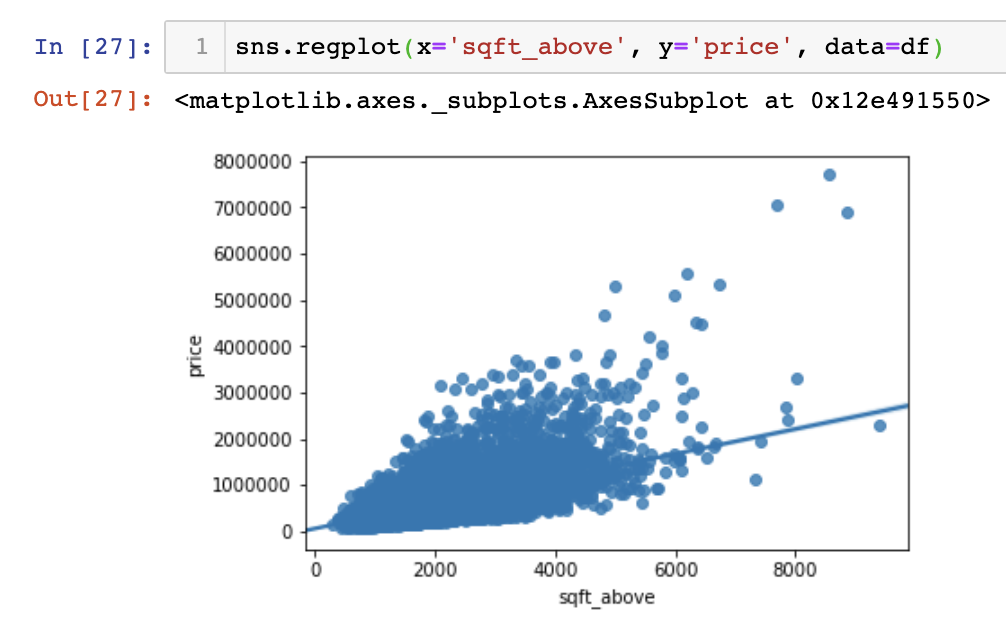 In [27]: 1 sns.regplot(x='sqft_above', y='price', data=df)
Out[27]: <matplotlib.axes._subplots.AxesSubplot at 0x12e491550>
8000000
7000000
6000000
5000000
4000000
3000000
2000000
1000000
0
price
0 2000 4000 6000 8000
sqft_above